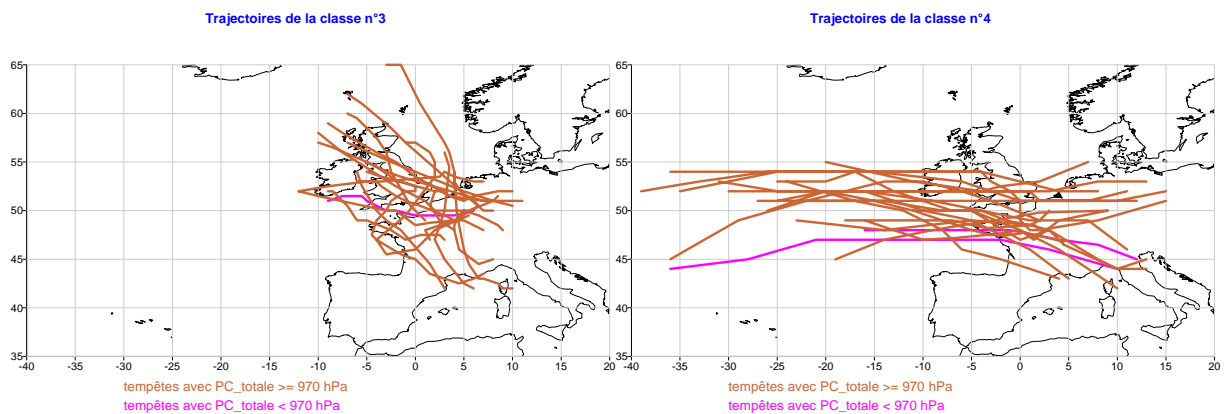 Trajectoires de la classe n°3
65
60
55
50
45
40
35
-40 -35 -30 -25 -20 -15 -10 -5 0 5 10 15 20
tempêtes avec PC_totale >= 970 hPa
tempêtes avec PC_totale < 970 hPa
Trajectoires de la classe n°4
65
60
55
50
45
40
35
-40 -35 -30 -25 -20 -15 -10 -5 0 5 10 15 20
tempêtes avec PC_totale >= 970 hPa
tempêtes avec PC_totale < 970 hPa